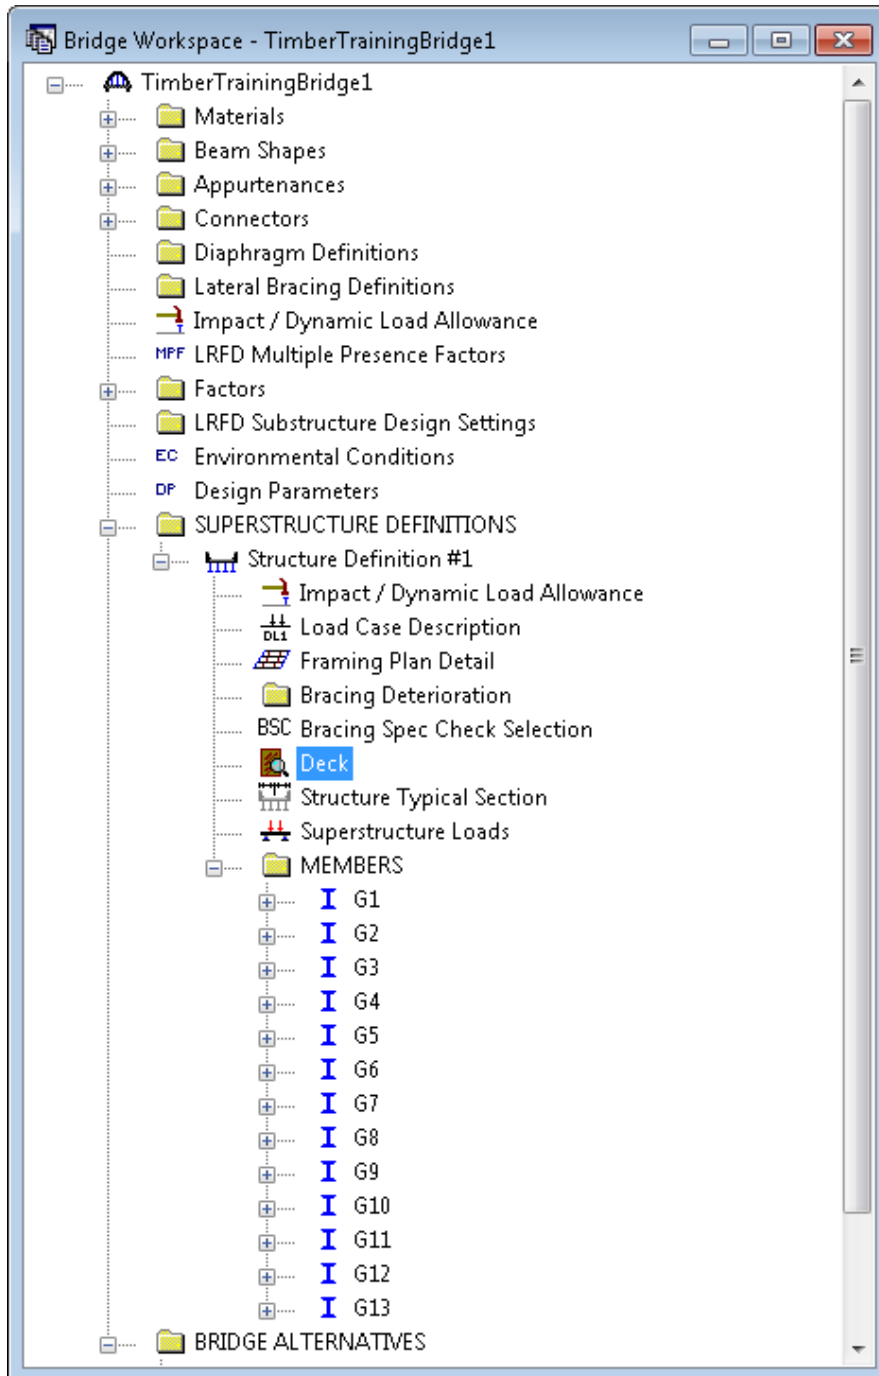 Bridge Workspace - TimberTrainingBridge1
TimberTrainingBridge1
Materials
Beam Shapes
Appurtenances
Connectors
Diaphragm Definitions
Lateral Bracing Definitions
Impact / Dynamic Load Allowance
MPF LRFD Multiple Presence Factors
Factors
LRFD Substructure Design Settings
EC Environmental Conditions
DP Design Parameters
SUPERSTRUCTURE DEFINITIONS
Structure Definition #1
Impact / Dynamic Load Allowance
DL1 Load Case Description
Framing Plan Detail
Bracing Deterioration
BSC Bracing Spec Check Selection
Deck
Structure Typical Section
Superstructure Loads
MEMBERS
G1
G2
G3
G4
G5
G6
G7
G8
G9
G10
G11
G12
G13
BRIDGE ALTERNATIVES